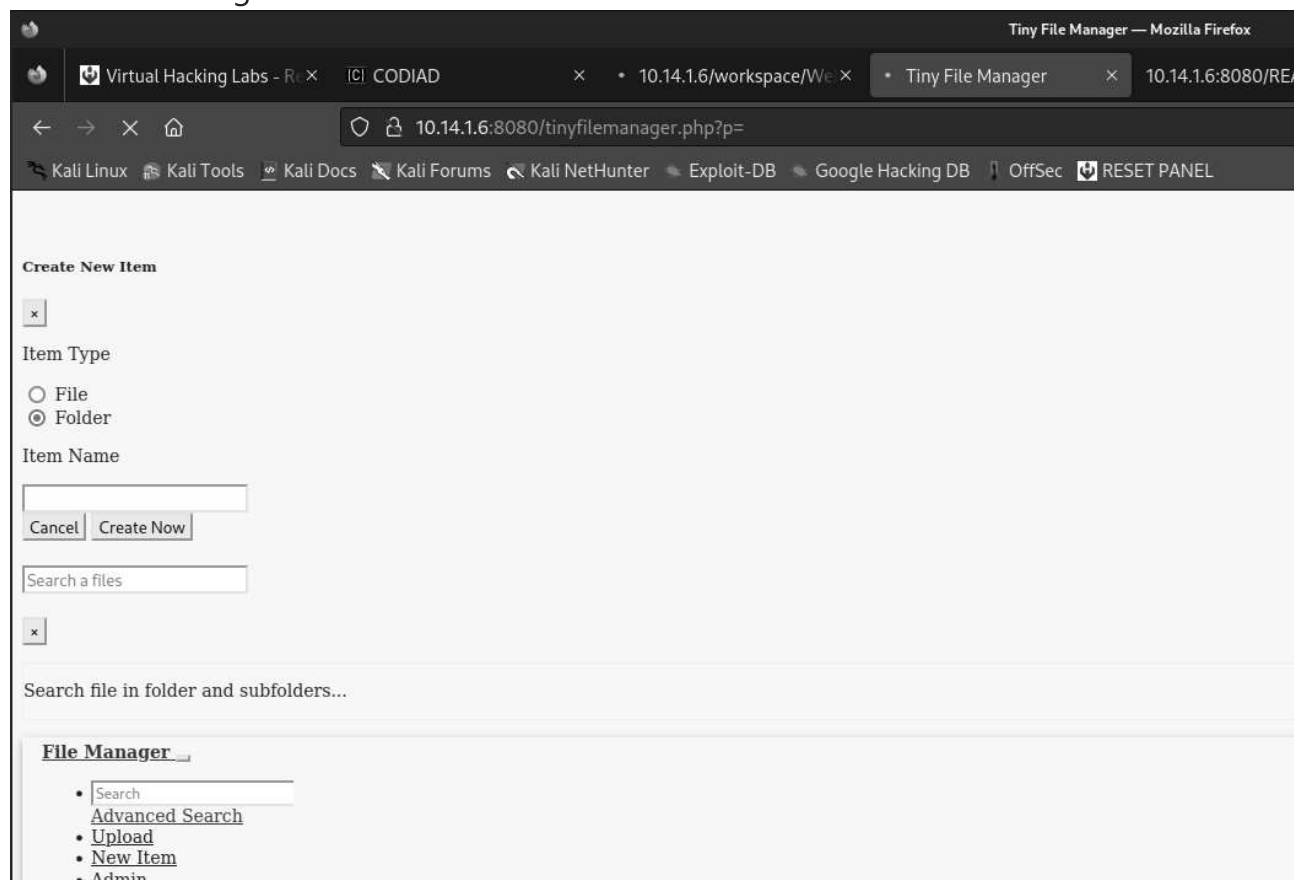 Tiny File Manager — Mozilla Firefox
Virtual Hacking Labs - Re × CODIAD × • 10.14.1.6/workspace/We × • Tiny File Manager × 10.14.1.6:8080/REA
10.14.1.6:8080/tinyfilemanager.php?p=
Kali Linux Kali Tools Kali Docs Kali Forums Kali NetHunter Exploit-DB Google Hacking DB OffSec RESET PANEL
Create New Item
×
Item Type
File
Folder
Item Name
Cancel Create Now
Search a files
×
Search file in folder and subfolders...
File Manager
• Search
Advanced Search
• Upload
• New Item
• Admin